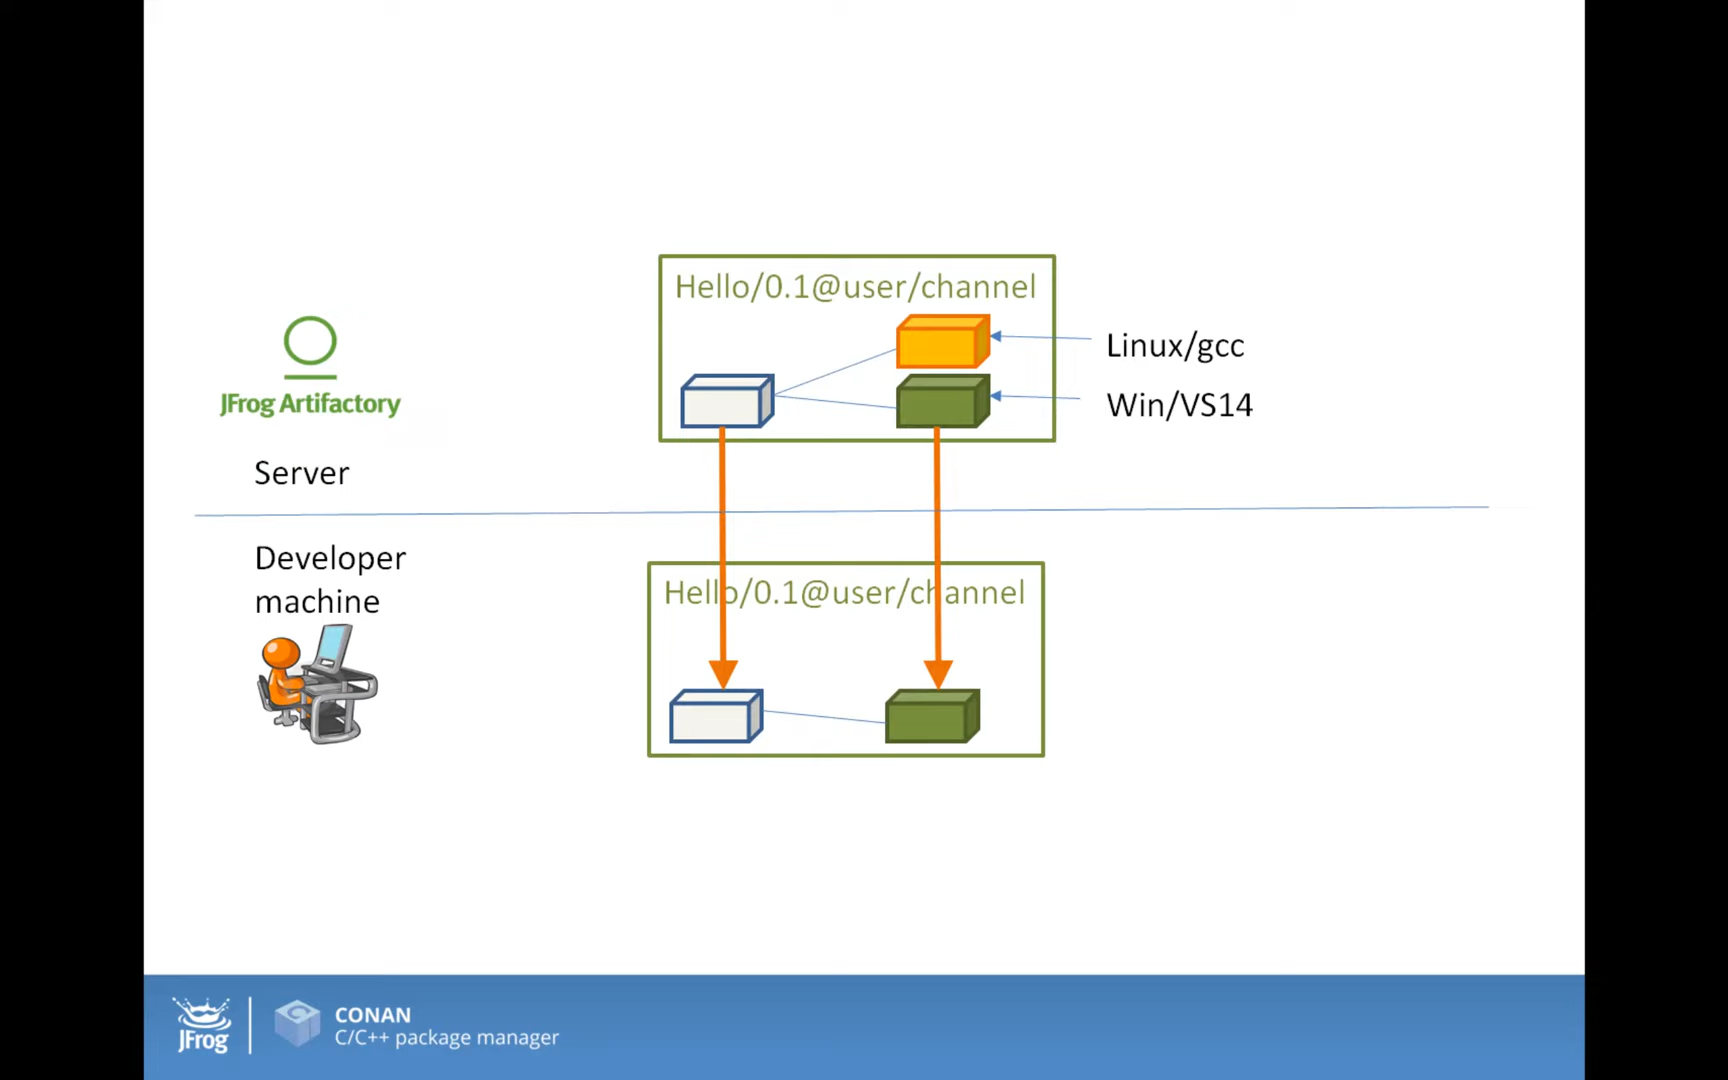 Hello/0.1@user/channel
Linux/gcc
Win/VS14
JFrog Artifactory
Server
Developer
machine
Hello/0.1@user/channel
JFrog
CONAN
C/C++ package manager